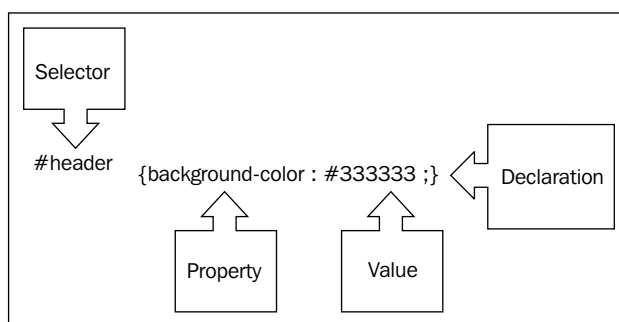 Selector
#header
{background-color : #333333 ;}
Declaration
Property
Value